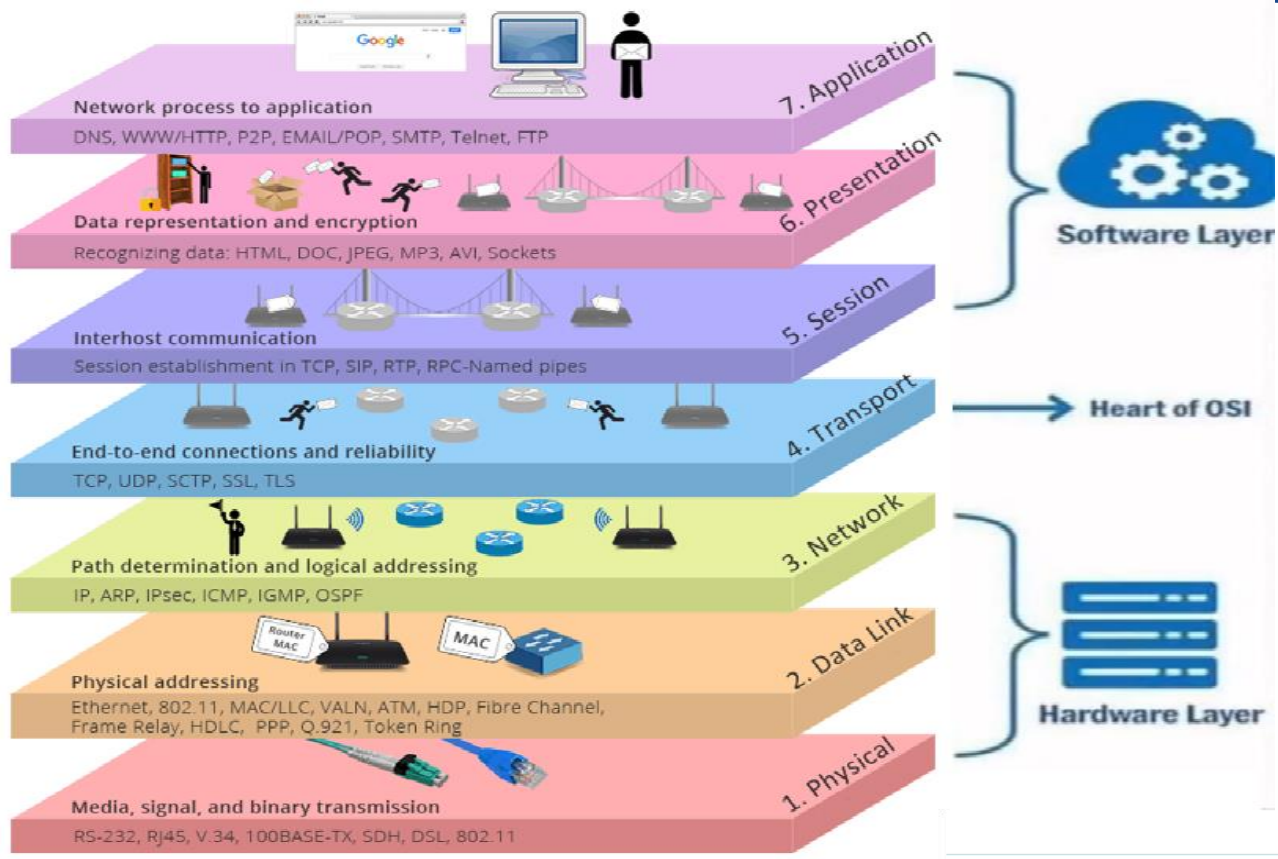 Google
7. Application
Network process to application
DNS, WWW/HTTP, P2P, EMAIL/POP, SMTP, Telnet, FTP
6. Presentation
Data representation and encryption
Recognizing data: HTML, DOC, JPEG, MP3, AVI, Sockets
5. Session
Interhost communication
Session establishment in TCP, SIP, RTP, RPC-Named pipes
4. Transport
End-to-end connections and reliability
TCP, UDP, SCTP, SSL, TLS
3. Network
Path determination and logical addressing
IP, ARP, IPsec, ICMP, IGMP, OSPF
Router
MAC
MAC
2. Data Link
Physical addressing
Ethernet, 802.11, MAC/LLC, VALN, ATM, HDP, Fibre Channel,
Frame Relay, HDLC, PPP, Q.921, Token Ring
1. Physical
Media, signal, and binary transmission
RS-232, RJ45, V.34, 100BASE-TX, SDH, DSL, 802.11
Software Layer
Heart of OSI
Hardware Layer